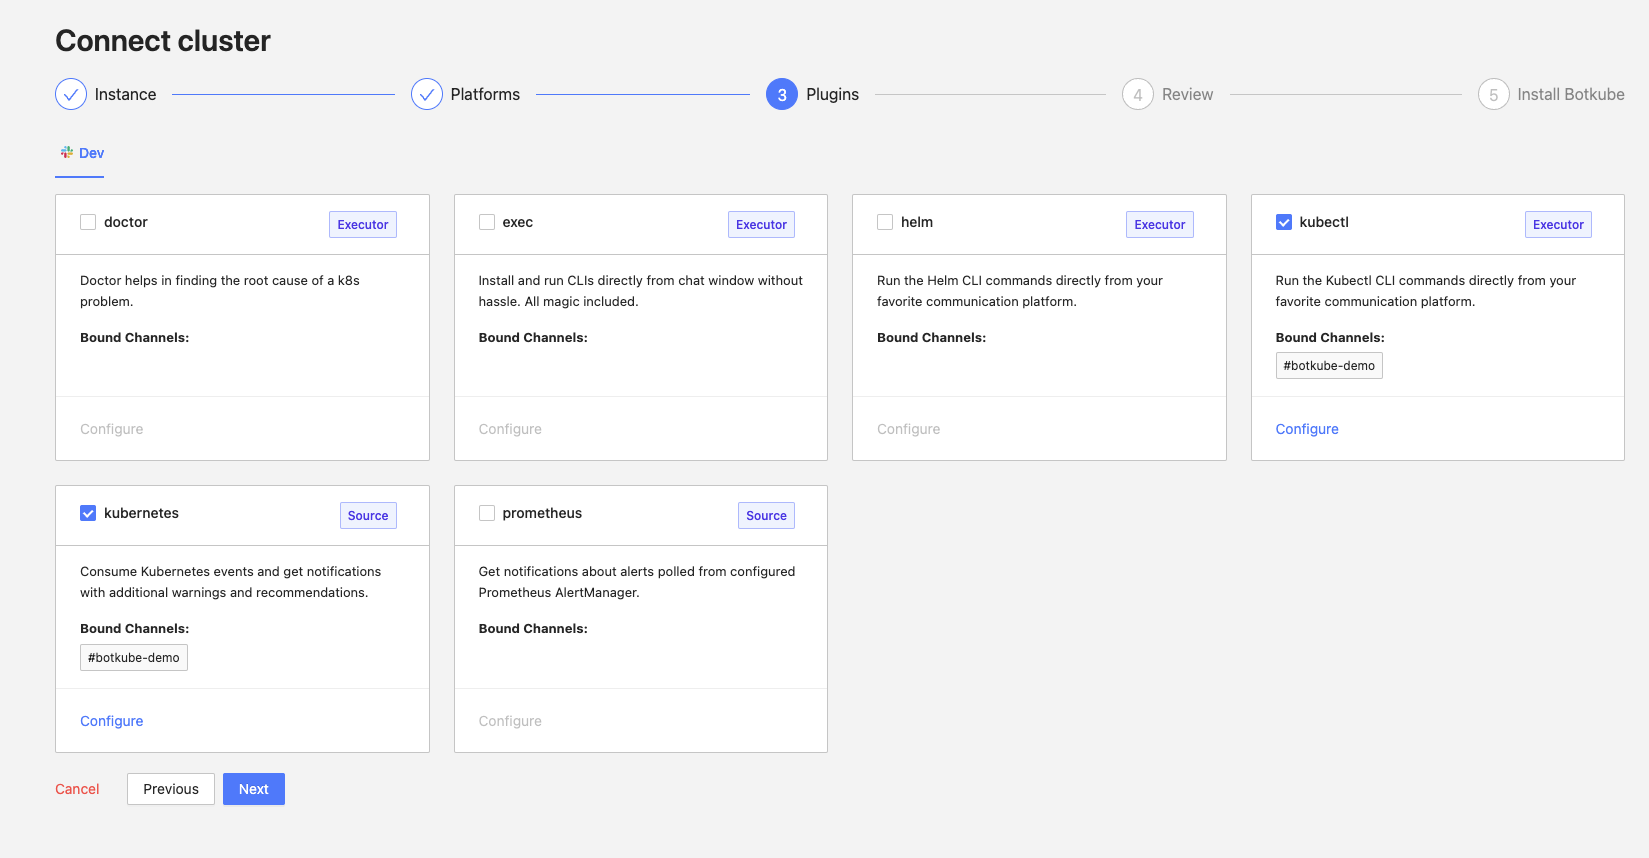 Connect cluster
Instance
Platforms
3 Plugins
4 Review
5 Install Botkube
Dev
doctor Executor
Doctor helps in finding the root cause of a k8s
problem.
Bound Channels:
Configure
exec Executor
Install and run CLIs directly from chat window without
hassle. All magic included.
Bound Channels:
Configure
helm Executor
Run the Helm CLI commands directly from your
favorite communication platform.
Bound Channels:
Configure
kubectl Executor
Run the Kubectl CLI commands directly from your
favorite communication platform.
Bound Channels:
#botkube-demo
Configure
kubernetes Source
Consume Kubernetes events and get notifications
with additional warnings and recommendations.
Bound Channels:
#botkube-demo
Configure
prometheus Source
Get notifications about alerts polled from configured
Prometheus AlertManager.
Bound Channels:
Configure
Cancel
Previous
Next